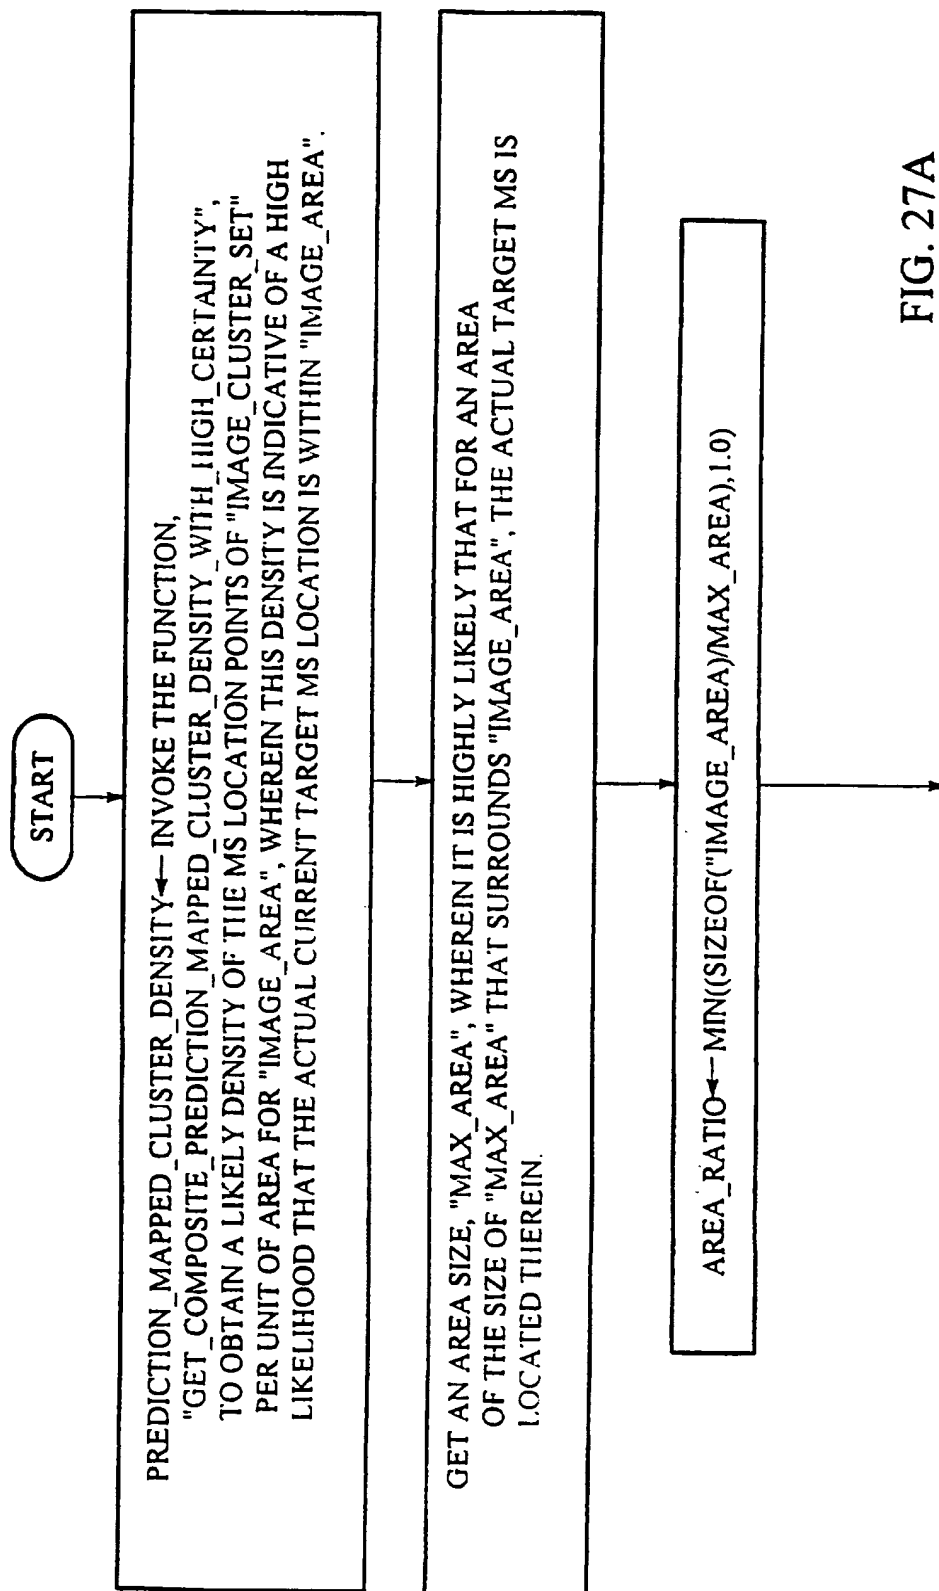 START
PREDICTION_MAPPED_CLUSTER_DENSITY←INVOKE THE FUNCTION,
"GET_COMPOSITE_PREDICTION_MAPPED_CLUSTER_DENSITY_WITH_HIGH_CERTAINTY",
TO OBTAIN A LIKELY DENSITY OF THE MS LOCATION POINTS OF "IMAGE_CLUSTER_SET"
PER UNIT OF AREA FOR "IMAGE_AREA", WHEREIN THIS DENSITY IS INDICATIVE OF A HIGH
LIKELIHOOD THAT THE ACTUAL CURRENT TARGET MS LOCATION IS WITHIN "IMAGE_AREA".
GET AN AREA SIZE, "MAX_AREA", WHEREIN IT IS HIGHLY LIKELY THAT FOR AN AREA
OF THE SIZE OF "MAX_AREA" THAT SURROUNDS "IMAGE_AREA", THE ACTUAL TARGET MS IS
LOCATED THEREIN.
AREA_RATIO←MIN((SIZEOF("IMAGE_AREA)/MAX_AREA),1.0)
FIG. 27A